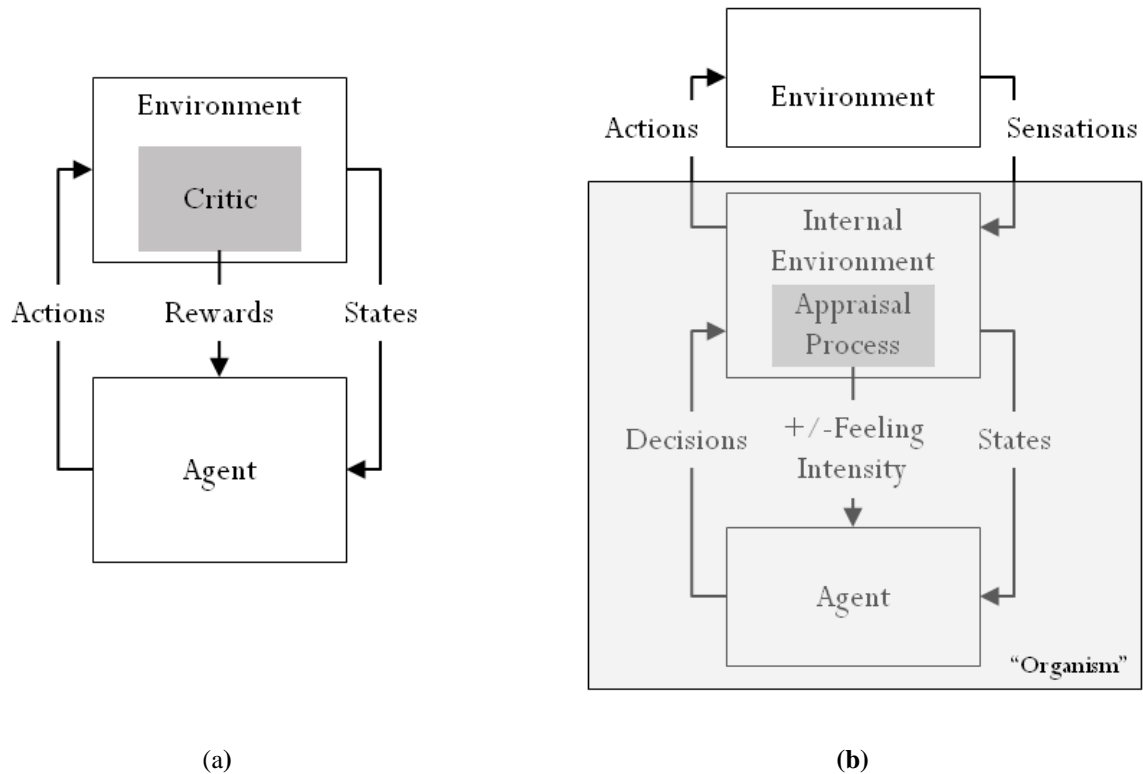 Environment
Critic
Actions
Rewards
States
Agent
(a)
Environment
Actions
Sensations
Internal
Environment
Appraisal
Process
Decisions
+/-Feeling
Intensity
States
Agent
“Organism”
(b)